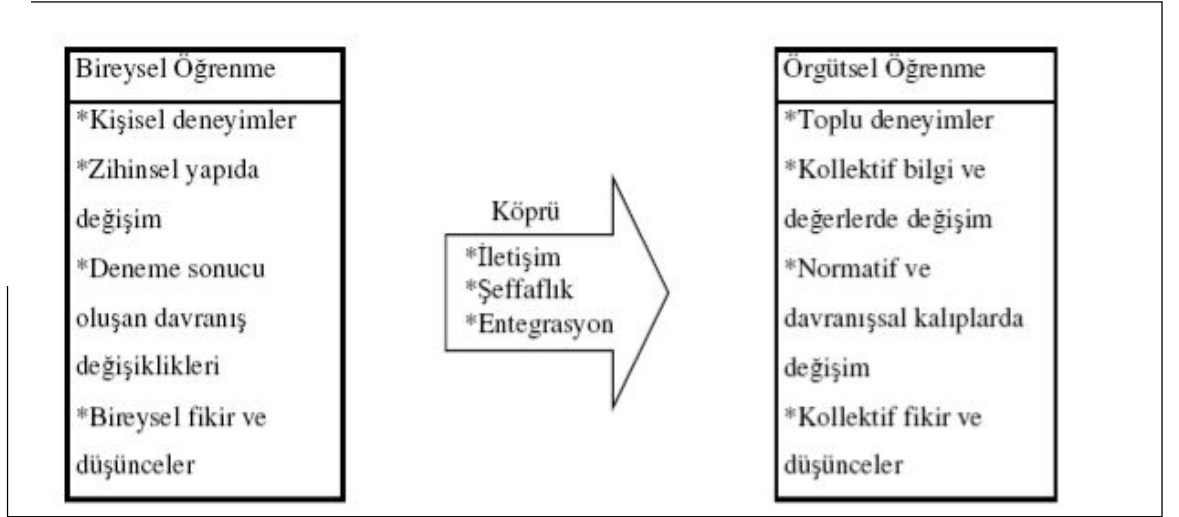 Bireysel Öğrenme
*Kişisel deneyimler
*Zihinsel yapıda
değişim
*Deneme sonucu
oluşan davranış
değişiklikleri
*Bireysel fikir ve
düşünceler
Köprü
*İletişim
*Şeffaflık
*Entegrasyon
Örgütsel Öğrenme
*Toplu deneyimler
*Kollektif bilgi ve
değerlerde değişim
*Normatif ve
davranışsal kalıplarda
değişim
*Kollektif fikir ve
düşünceler